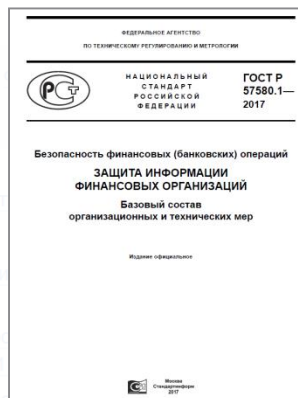 ФЕДЕРАЛЬНОЕ АГЕНТСТВО
ПО ТЕХНИЧЕСКОМУ РЕГУЛИРОВАНИЮ И МЕТРОЛОГИИ
НАЦИОНАЛЬНЫЙ
СТАНДАРТ
РОССИЙСКОЙ
ФЕДЕРАЦИИ
ГОСТ Р
57580.1—
2017
Безопасность финансовых (банковских) операций
ЗАЩИТА ИНФОРМАЦИИ
ФИНАНСОВЫХ ОРГАНИЗАЦИЙ
Базовый состав
организационных и технических мер
Издание официальное
Москва
Стандартинформ
2017